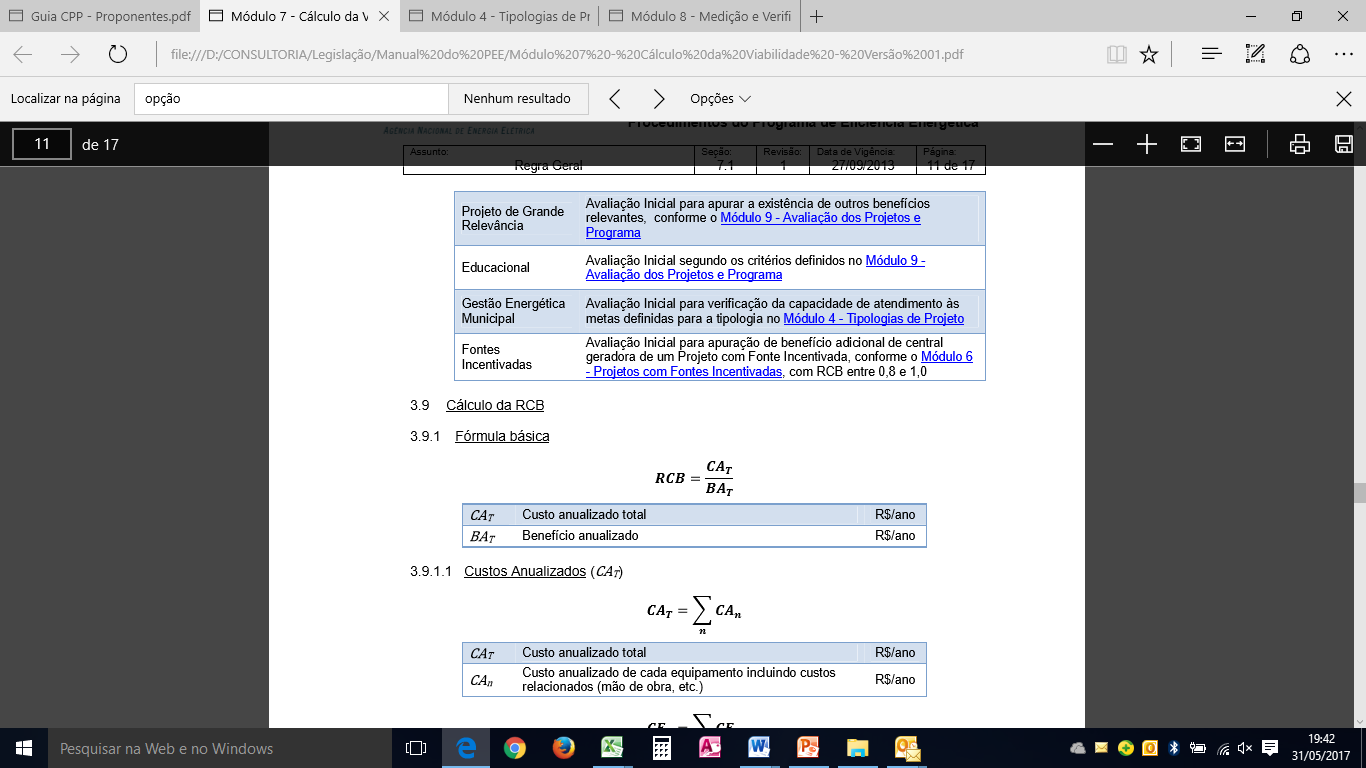 Guia CPP - Proponentes.pdf
Módulo 7 - Cálculo da V
Módulo 4 - Tipologias de Pr
Módulo 8 - Medição e Verifi
file:///D:/CONSULTORIA/Legislação/Manual%20do%20PEE/Módulo%207%20-%20Cálculo%20da%20Viabilidade%20-%20Versão%2001.pdf
Localizar na página
opção
Nenhum resultado
Opções
11 de 17
AGÊNCIA NACIONAL DE ENERGIA ELÉTRICA
Procedimentos do Programa de Eficiência Energética
Assunto: Seção: Revisão: Data de Vigência: Página:
Regra Geral 7.1 1 27/09/2013 11 de 17
Projeto de Grande
Relevância
Avaliação Inicial para apurar a existência de outros benefícios
relevantes, conforme o Módulo 9 - Avaliação dos Projetos e
Programa
Educacional
Avaliação Inicial segundo os critérios definidos no Módulo 9 -
Avaliação dos Projetos e Programa
Gestão Energética
Municipal
Avaliação Inicial para verificação da capacidade de atendimento às
metas definidas para a tipologia no Módulo 4 - Tipologias de Projeto
Fontes
Incentivadas
Avaliação Inicial para apuração de benefício adicional de central
geradora de um Projeto com Fonte Incentivada, conforme o Módulo 6
- Projetos com Fontes Incentivadas, com RCB entre 0,8 e 1,0
3.9 Cálculo da RCB
3.9.1 Fórmula básica
RCB = CA_T / BA_T
CA_T Custo anualizado total R$/ano
BA_T Benefício anualizado R$/ano
3.9.1.1 Custos Anualizados (CA_T)
CA_T = ∑_n CA_n
CA_T Custo anualizado total R$/ano
CA_n Custo anualizado de cada equipamento incluindo custos
relacionados (mão de obra, etc.) R$/ano
Pesquisar na Web e no Windows
19:42
31/05/2017